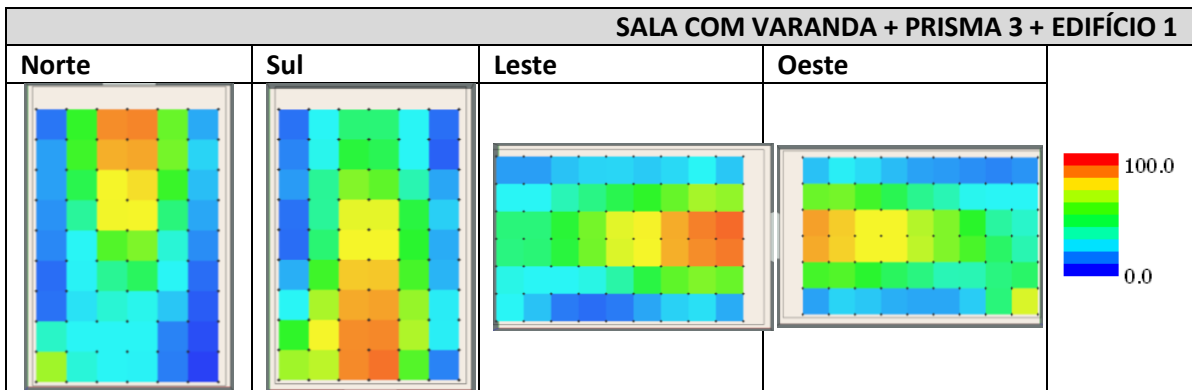 SALA COM VARANDA + PRISMA 3 + EDIFÍCIO 1
Norte Sul Leste Oeste
100.0
0.0